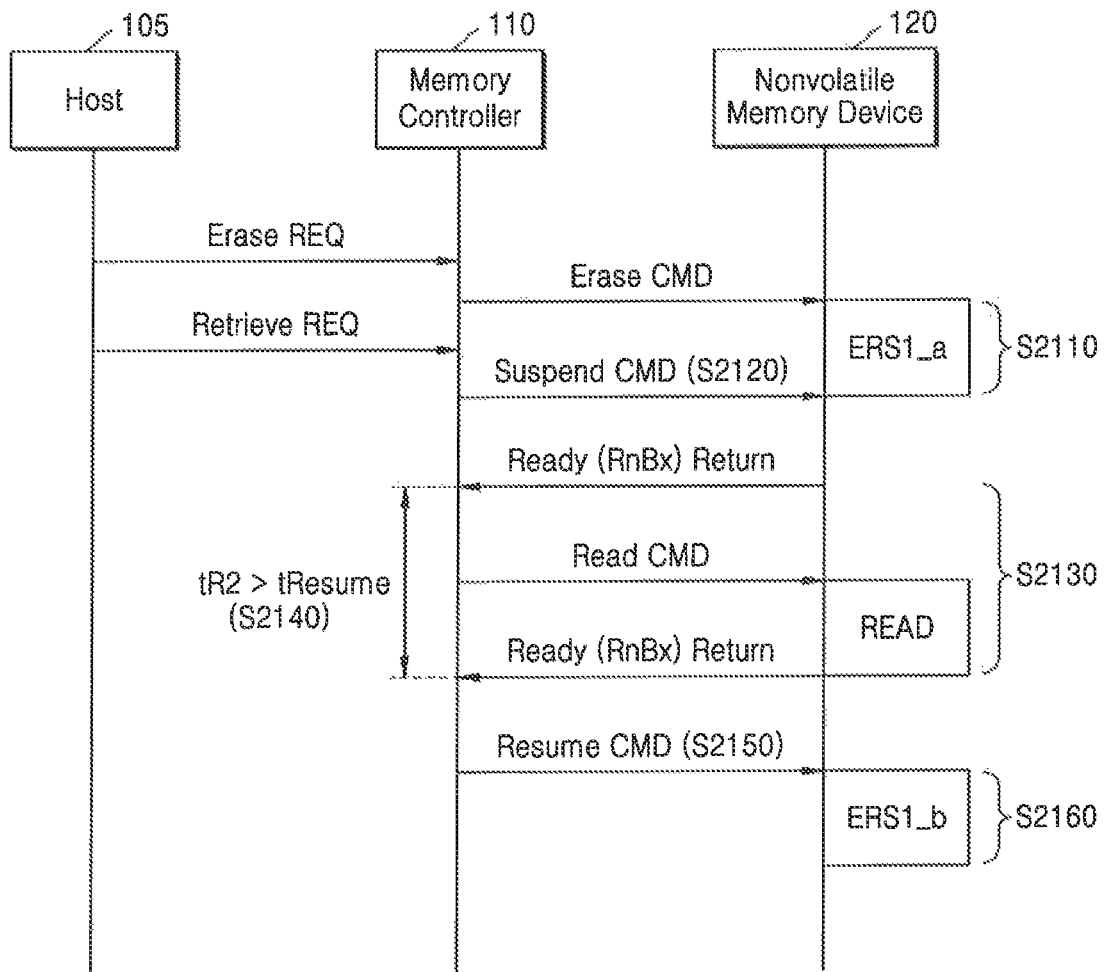 105
110
120
Host
Memory
Controller
Nonvolatile
Memory Device
Erase REQ
Erase CMD
Retrieve REQ
ERS1_a
S2110
Suspend CMD (S2120)
Ready (RnBx) Return
Read CMD
tR2 > tResume
(S2140)
S2130
READ
Ready (RnBx) Return
Resume CMD (S2150)
ERS1_b
S2160